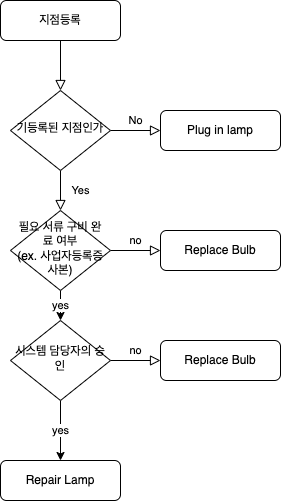 지점등록
기등록된 지점인가
No
Plug in lamp
Yes
필요 서류 구비 완
료 여부
(ex. 사업자등록증
사본)
no
Replace Bulb
yes
시스템 담당자의 승
인
no
Replace Bulb
yes
Repair Lamp